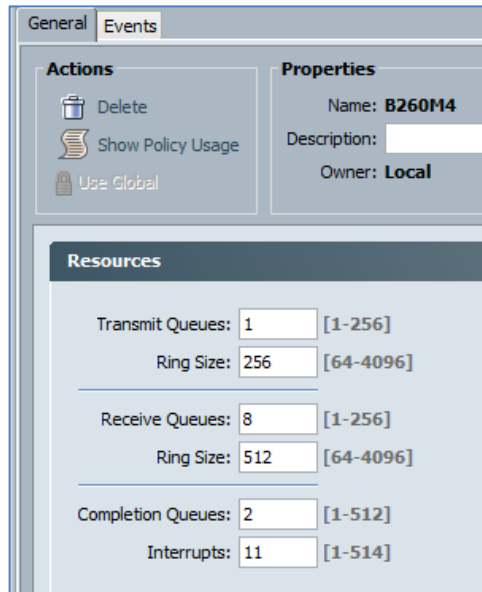 General Events
Actions
Delete
Show Policy Usage
Use Global
Properties
Name: B260M4
Description:
Owner: Local
Resources
Transmit Queues: 1 [1-256]
Ring Size: 256 [64-4096]
Receive Queues: 8 [1-256]
Ring Size: 512 [64-4096]
Completion Queues: 2 [1-512]
Interrupts: 11 [1-514]